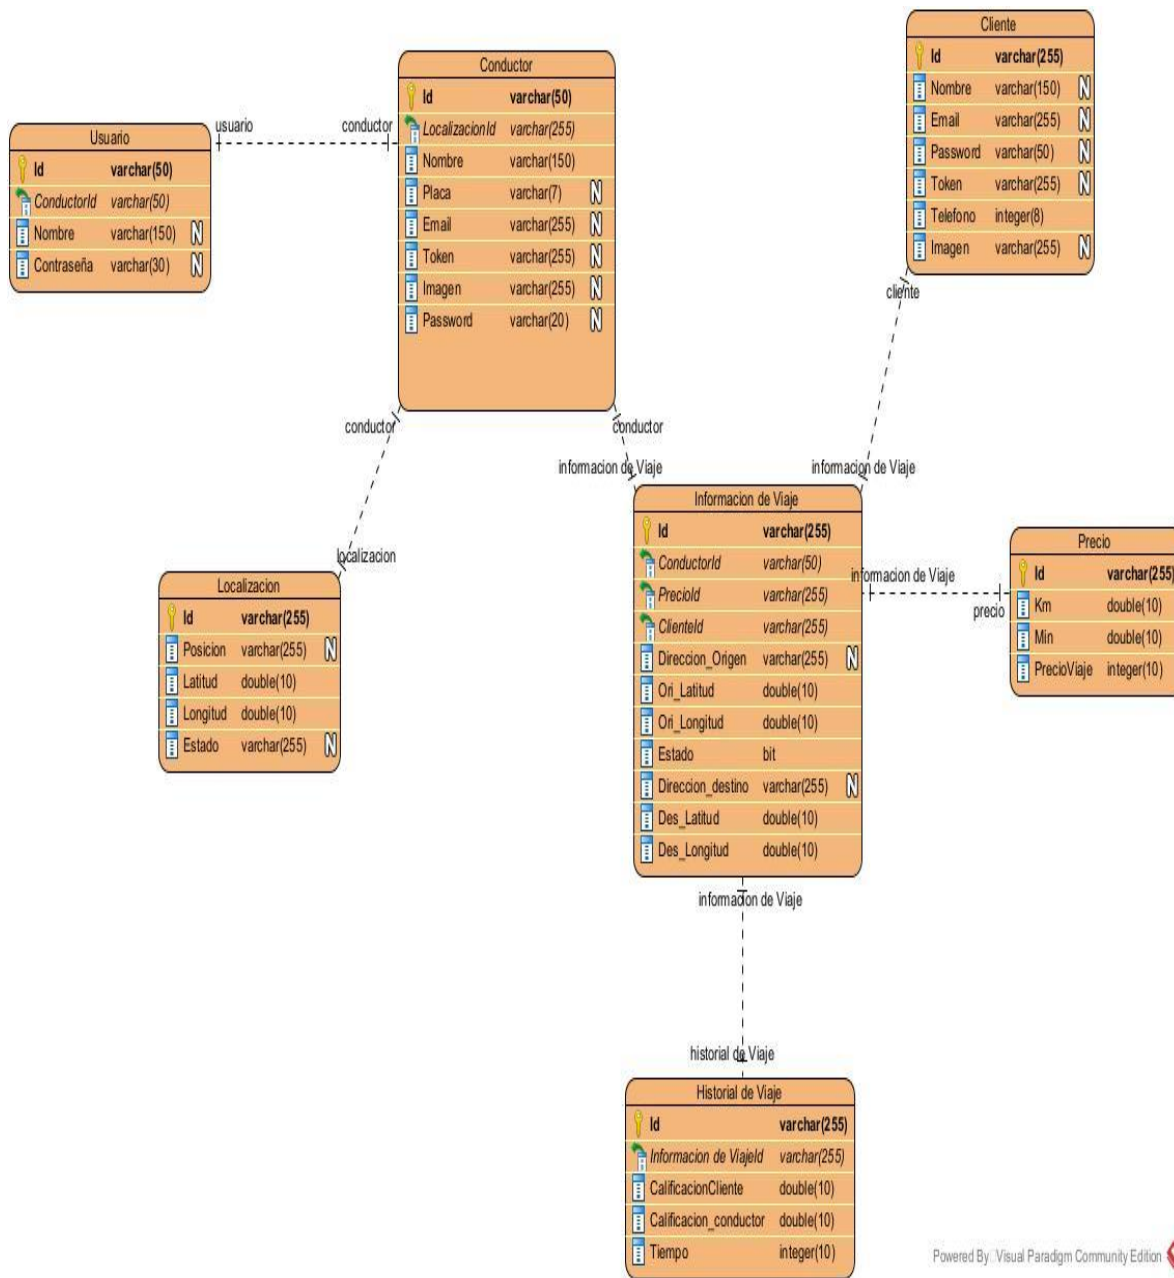 Cliente
Id varchar(255)
Nombre varchar(150) N
Email varchar(255) N
Password varchar(50) N
Token varchar(255) N
Telefono integer(8)
Imagen varchar(255) N
cliente
Conductor
Id varchar(50)
LocalizacionId varchar(255)
Nombre varchar(150)
Placa varchar(7) N
Email varchar(255) N
Token varchar(255) N
Imagen varchar(255) N
Password varchar(20) N
usuario
conductor
Usuario
Id varchar(50)
ConductorId varchar(50)
Nombre varchar(150) N
Contraseña varchar(30) N
conductor
conductor
informacion de Viaje
informacion de Viaje
Informacion de Viaje
Id varchar(255)
ConductorId varchar(50)
PrecioId varchar(255)
ClienteId varchar(255)
Direccion_Origen varchar(255) N
Ori_Latitud double(10)
Ori_Longitud double(10)
Estado bit
Direccion_destino varchar(255) N
Des_Latitud double(10)
Des_Longitud double(10)
informacion de Viaje
precio
Precio
Id varchar(255)
Km double(10)
Min double(10)
PrecioViaje integer(10)
localizacion
Localizacion
Id varchar(255)
Posicion varchar(255) N
Latitud double(10)
Longitud double(10)
Estado varchar(255) N
informacion de Viaje
historial de Viaje
Historial de Viaje
Id varchar(255)
Informacion de ViajeId varchar(255)
CalificacionCliente double(10)
Calificacion_conductor double(10)
Tiempo integer(10)
Powered By Visual Paradigm Community Edition